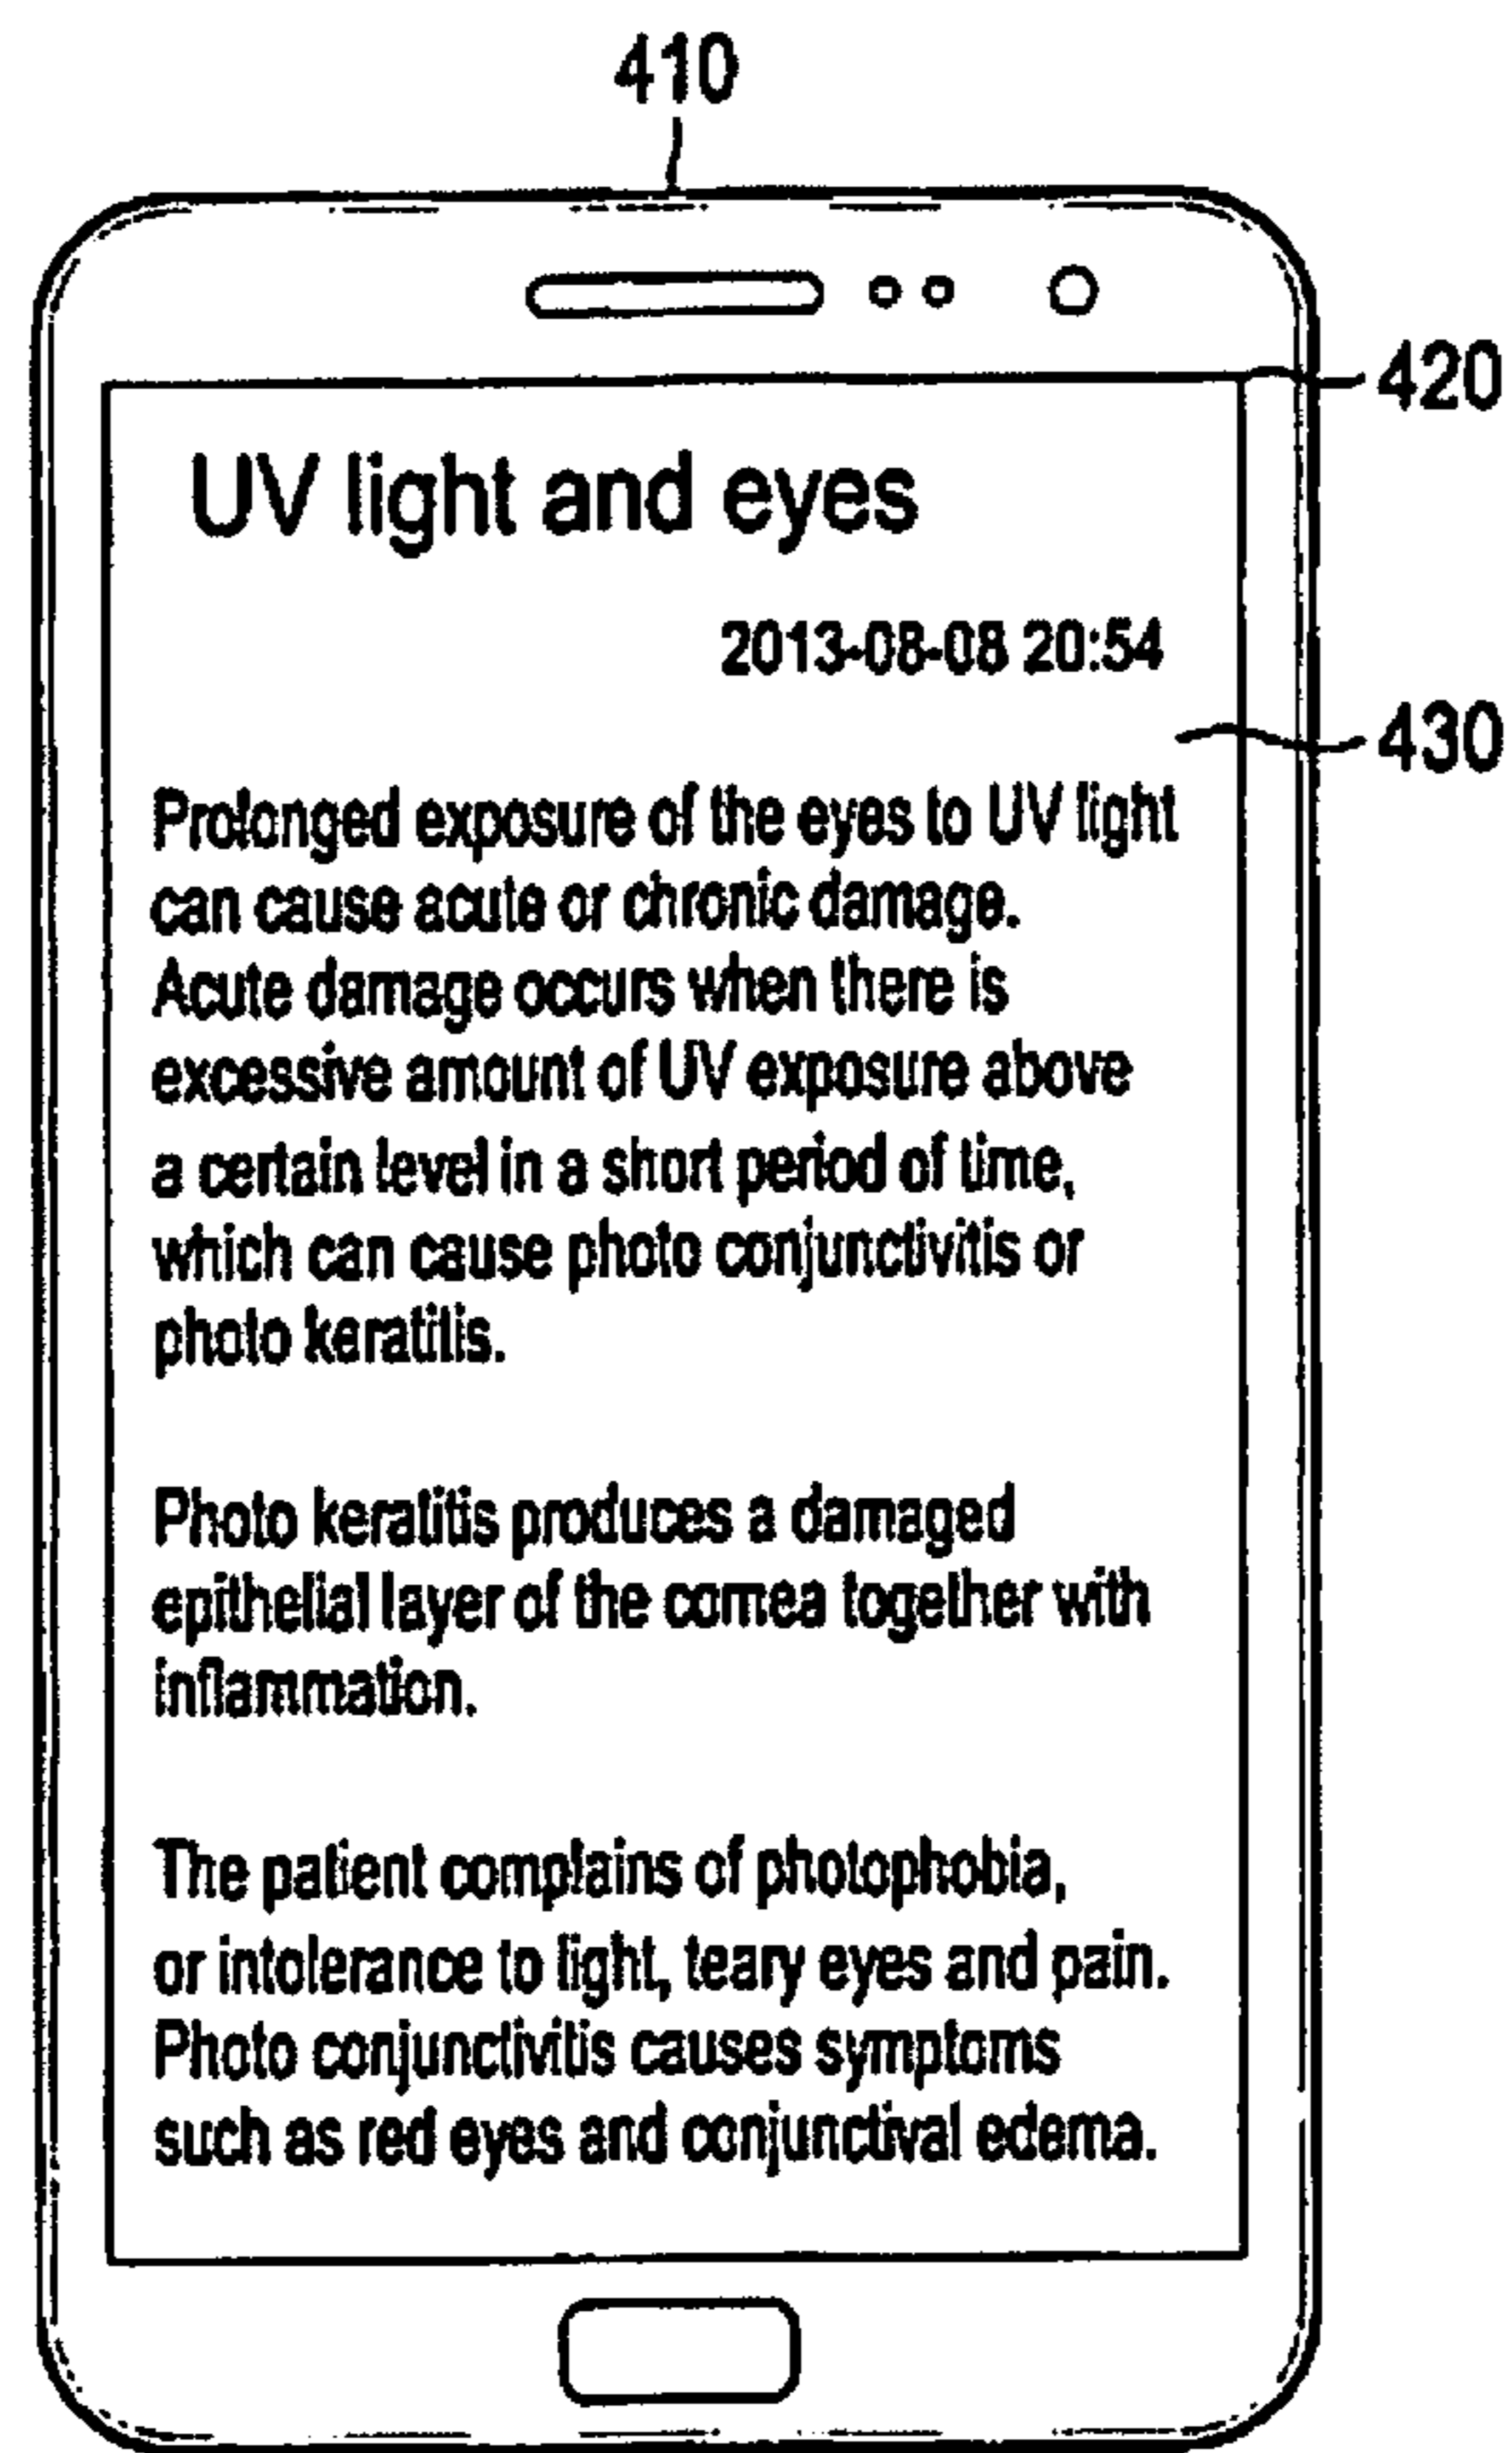 410
420
UV light and eyes
2013-08-08 20:54
430
Prolonged exposure of the eyes to UV light
can cause acute or chronic damage.
Acute damage occurs when there is
excessive amount of UV exposure above
a certain level in a short period of time,
which can cause photo conjunctivitis or
photo keratitis.
Photo keratitis produces a damaged
epithelial layer of the cornea together with
inflammation.
The patient complains of photophobia,
or intolerance to light, teary eyes and pain.
Photo conjunctivitis causes symptoms
such as red eyes and conjunctival edema.